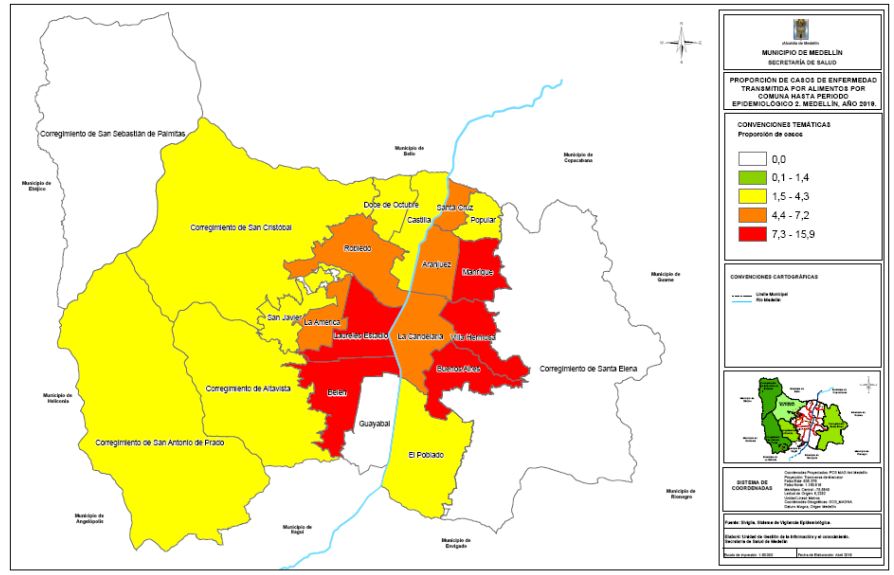 Alcaldía de Medellín
MUNICIPIO DE MEDELLÍN
SECRETARÍA DE SALUD
PROPORCIÓN DE CASOS DE ENFERMEDAD
TRANSMITIDA POR ALIMENTOS POR
COMUNA HASTA PERIODO
EPIDEMIOLÓGICO 2. MEDELLÍN, AÑO 2019.
CONVENCIONES TEMÁTICAS
Proporción de casos
0,0
0,1 - 1,4
1,5 - 4,3
4,4 - 7,2
7,3 - 15,9
CONVENCIONES CARTOGRÁFICAS
Límite Municipal
Río Medellín
SISTEMA DE
COORDENADAS
Fuente: Sivigila, Sistema de Vigilancia Epidemiológica.
Elaboró: Unidad de Gestión de la Información y el conocimiento.
Secretaría de Salud de Medellín
Corregimiento de San Sebastián de Palmitas
Municipio de
Bello
Municipio de
Copacabana
Municipio de
Ebéjico
Doce de Octubre
Santa Cruz
Castilla
Popular
Corregimiento de San Cristóbal
Robledo
Aranjuez
Manrique
Municipio de
Guarne
San Javier
La America
Laureles Estadio
La Candelaria
Villa Hermosa
Buenos Aires
Corregimiento de Santa Elena
Corregimiento de Altavista
Belén
Municipio de
Heliconia
Guayabal
Corregimiento de San Antonio de Prado
El Poblado
Municipio de
Rionegro
Municipio de
Angelópolis
Municipio de
Itagüí
Municipio de
Envigado